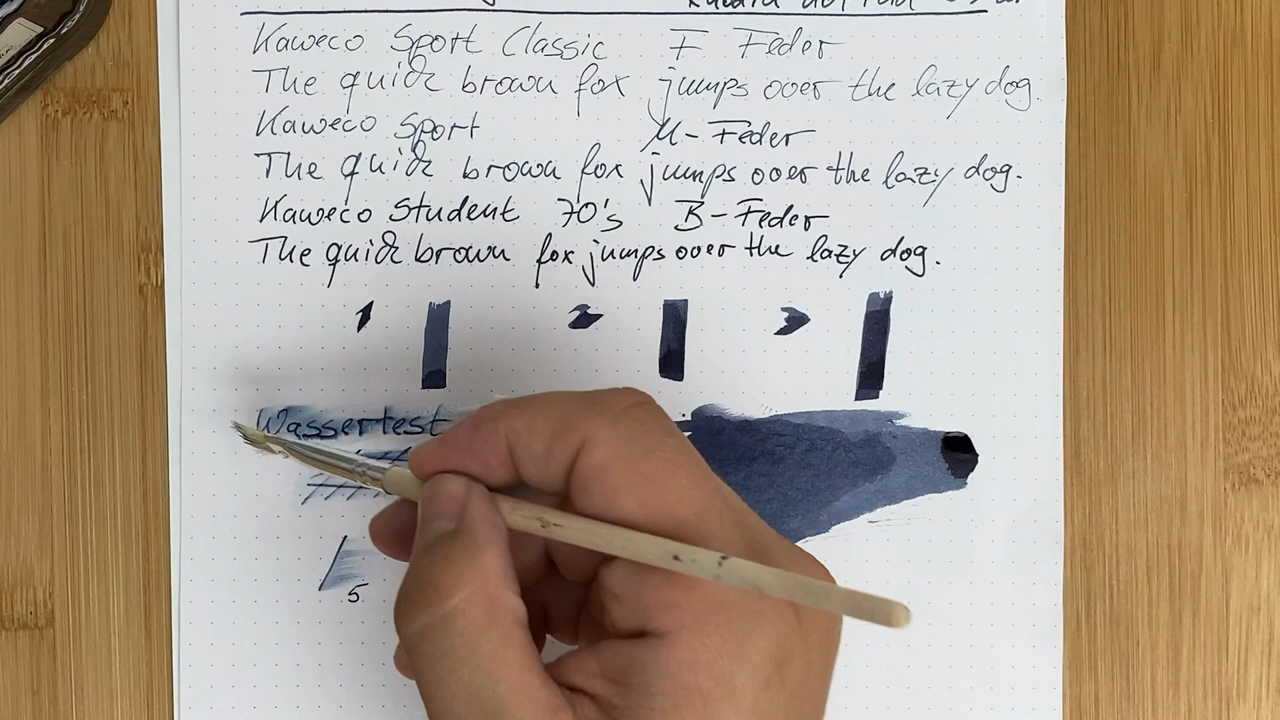 Kaweco Sport Classic F Feder
The quick brown fox jumps over the lazy dog.
Kaweco Sport M-Feder
The quick brown fox jumps over the lazy dog.
Kaweco Student 70's B-Feder
The quick brown fox jumps over the lazy dog.
Wassertest
5